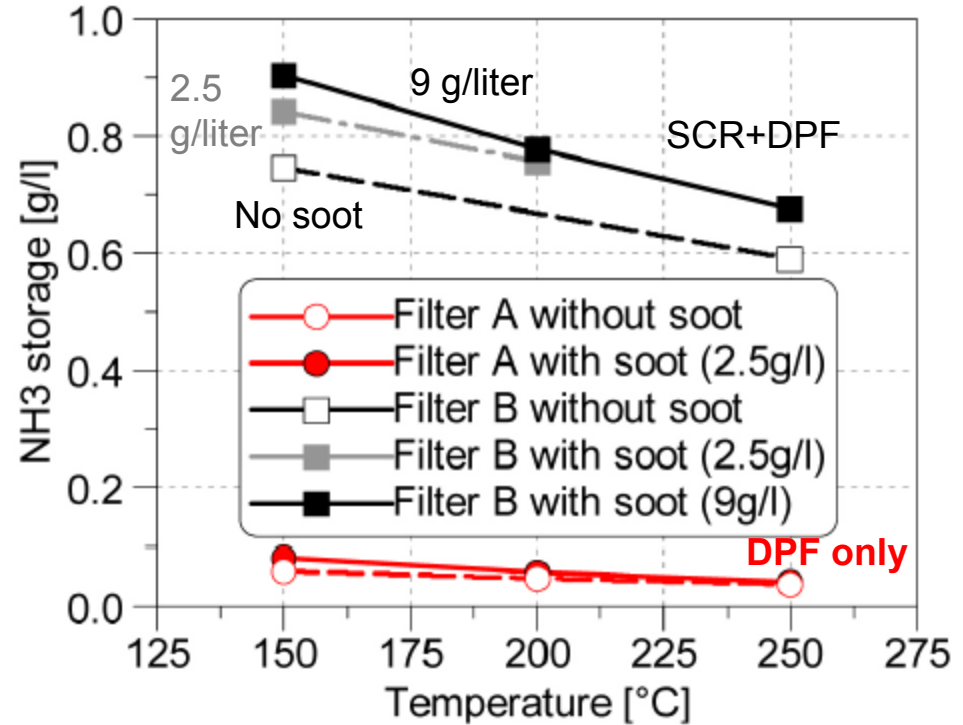 1.0
0.8
0.6
0.4
0.2
0.0
NH3 storage [g/l]
2.5
g/liter
9 g/liter
SCR+DPF
No soot
Filter A without soot
Filter A with soot (2.5g/l)
Filter B without soot
Filter B with soot (2.5g/l)
Filter B with soot (9g/l)
DPF only
125 150 175 200 225 250 275
Temperature [°C]